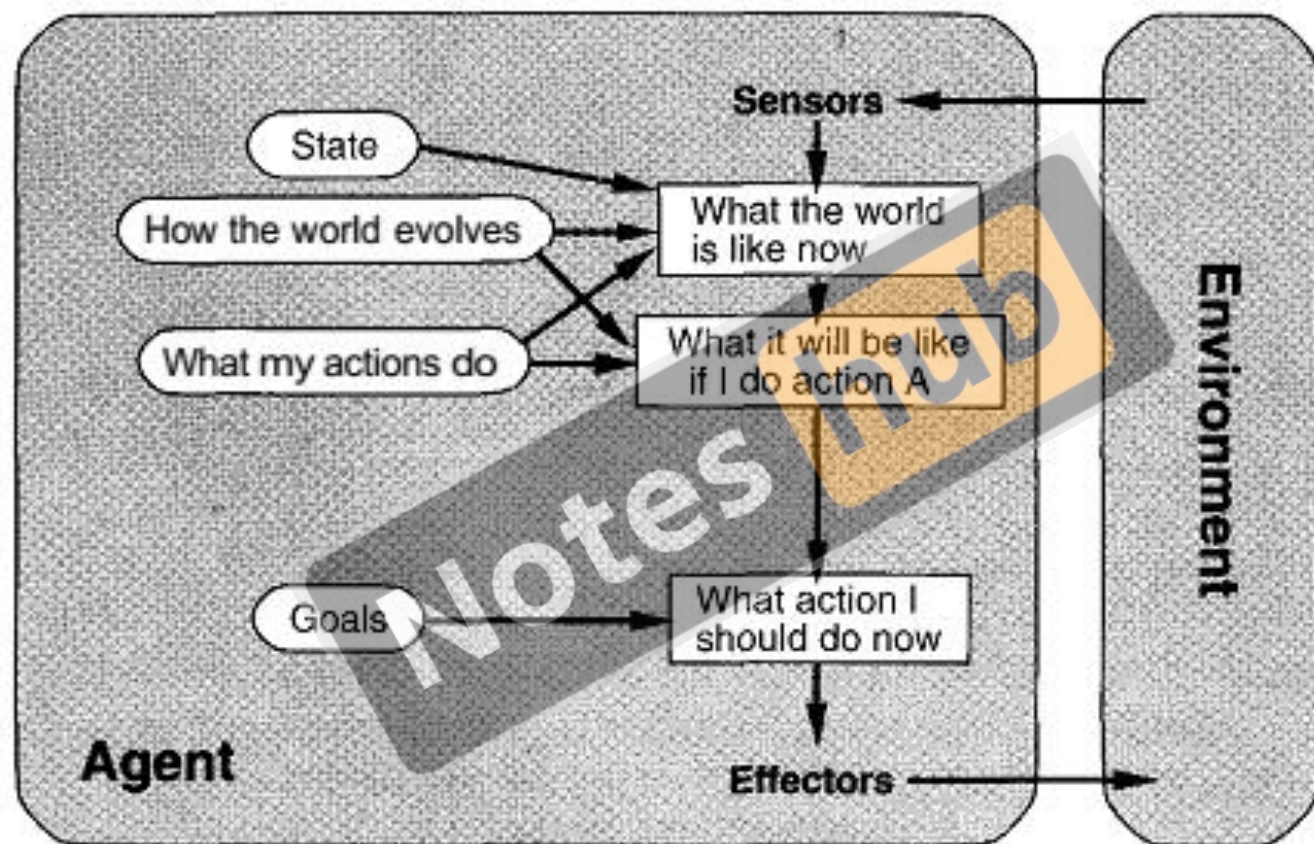 Sensors
State
What the world
is like now
How the world evolves
What it will be like
if I do action A
What my actions do
Environment
Notes hub
Goals
What action I
should do now
Agent
Effectors